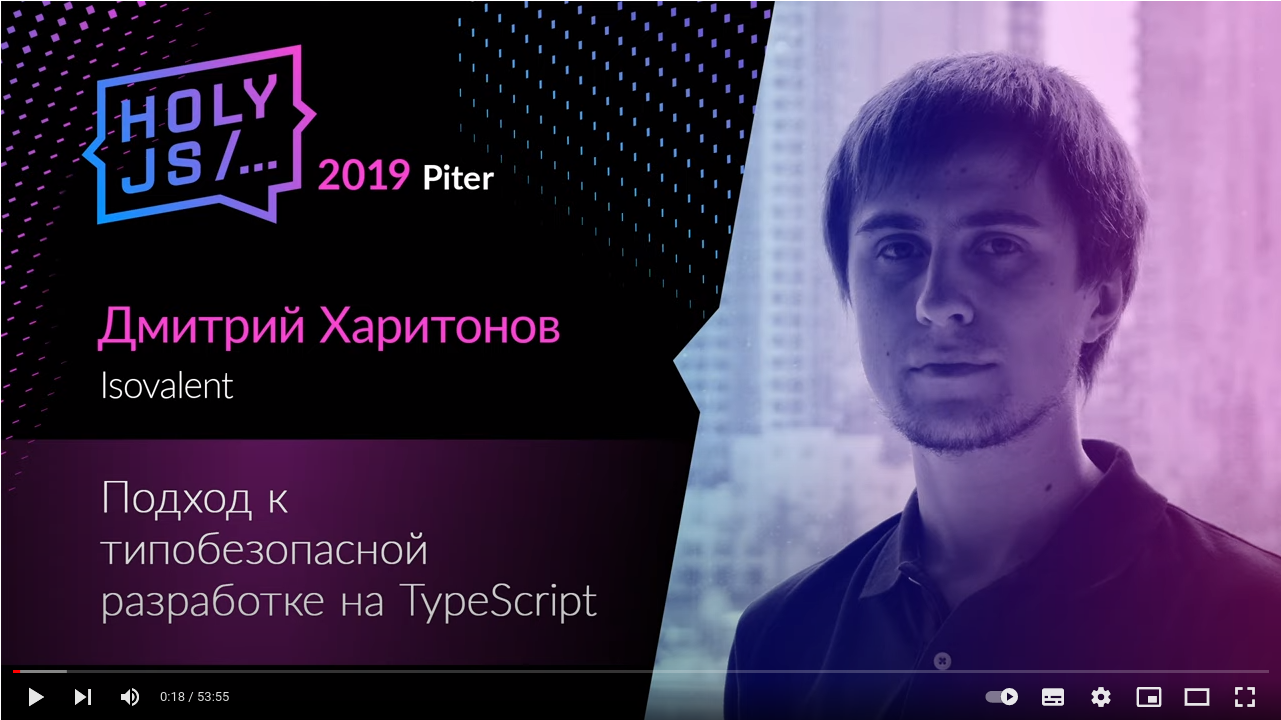 HOLY
JS/...
2019 Piter
Дмитрий Харитонов
Isovalent
Подход к
типобезопасной
разработке на TypeScript
0:18 / 53:55